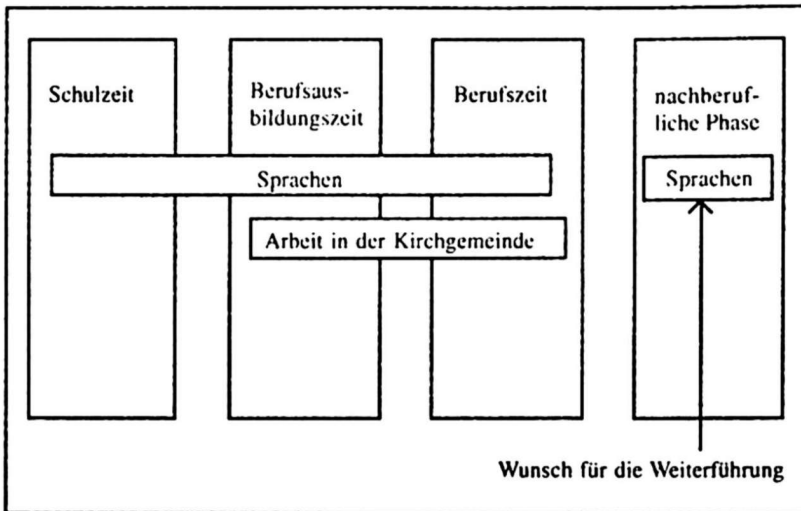 Schulzeit
Berufsaus-
bildungszeit
Berufszeit
nachberuf-
liche Phase
Sprachen
Sprachen
Arbeit in der Kirchgemeinde
Wunsch für die Weiterführung